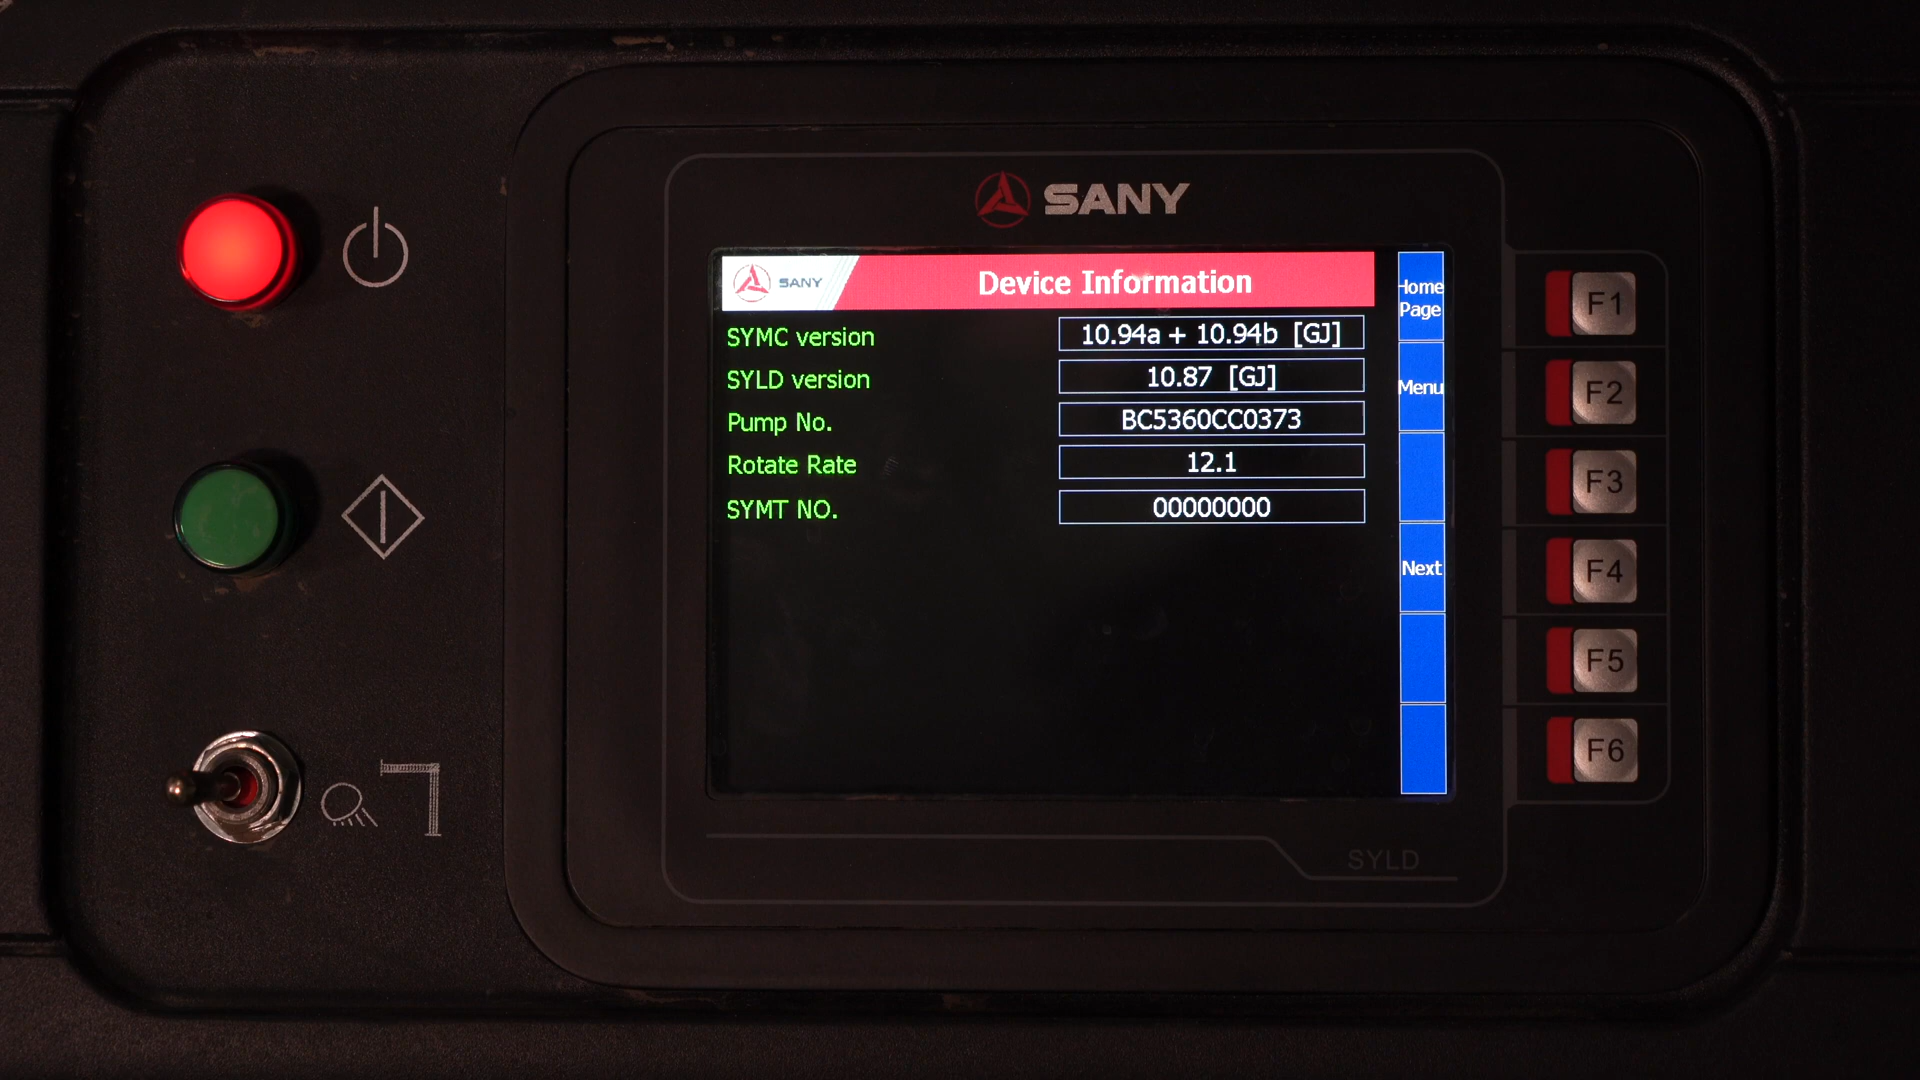 SANY
SANY
Device Information
SYMC version 10.94a + 10.94b [GJ]
SYLD version 10.87 [GJ]
Pump No. BC5360CC0373
Rotate Rate 12.1
SYMT NO. 00000000
Home
Page
Menu
Next
F1
F2
F3
F4
F5
F6
SYLD